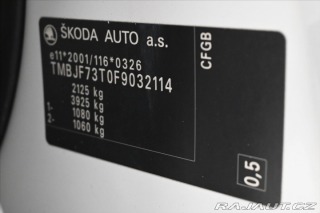 ŠKODA AUTO a.s.
e11*2001/116*0326
TMBJF73T0F9032114
2125 kg
3925 kg
1- 1080 kg
2- 1060 kg
CFGB
0,5
RAJAUT.CZ